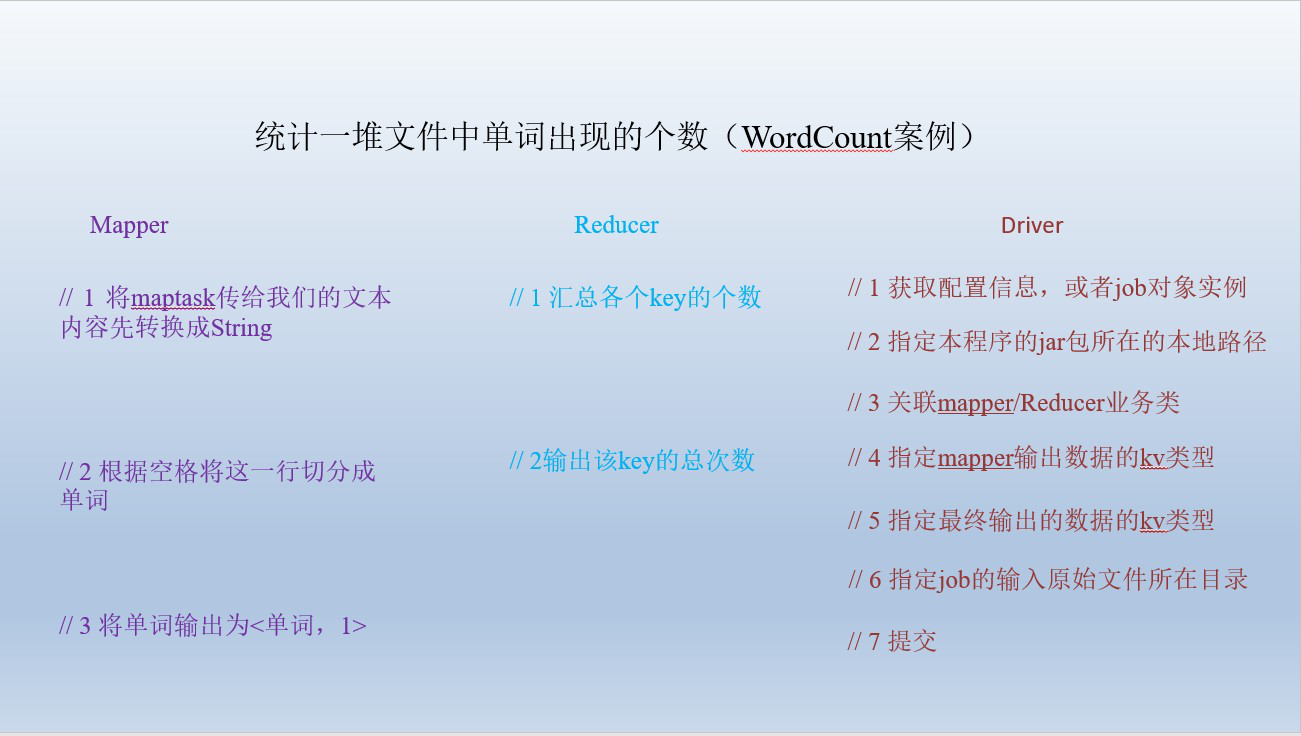 统计一堆文件中单词出现的个数（WordCount案例）
Mapper
// 1 将maptask传给我们的文本
内容先转换成String
// 2 根据空格将这一行切分成
单词
// 3 将单词输出为<单词，1>
Reducer
// 1 汇总各个key的个数
// 2输出该key的总次数
Driver
// 1 获取配置信息，或者job对象实例
// 2 指定本程序的jar包所在的本地路径
// 3 关联mapper/Reducer业务类
// 4 指定mapper输出数据的kv类型
// 5 指定最终输出的数据的kv类型
// 6 指定job的输入原始文件所在目录
// 7 提交